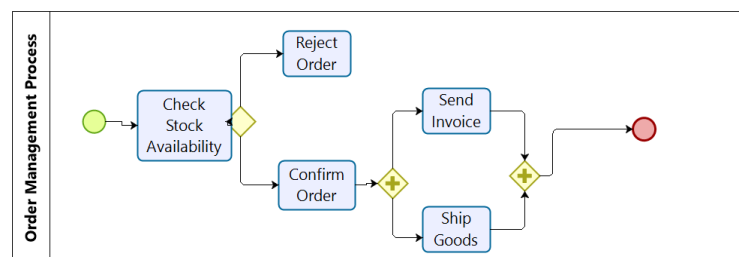 Order Management Process
Check
Stock
Availability
Reject
Order
Confirm
Order
Send
Invoice
Ship
Goods